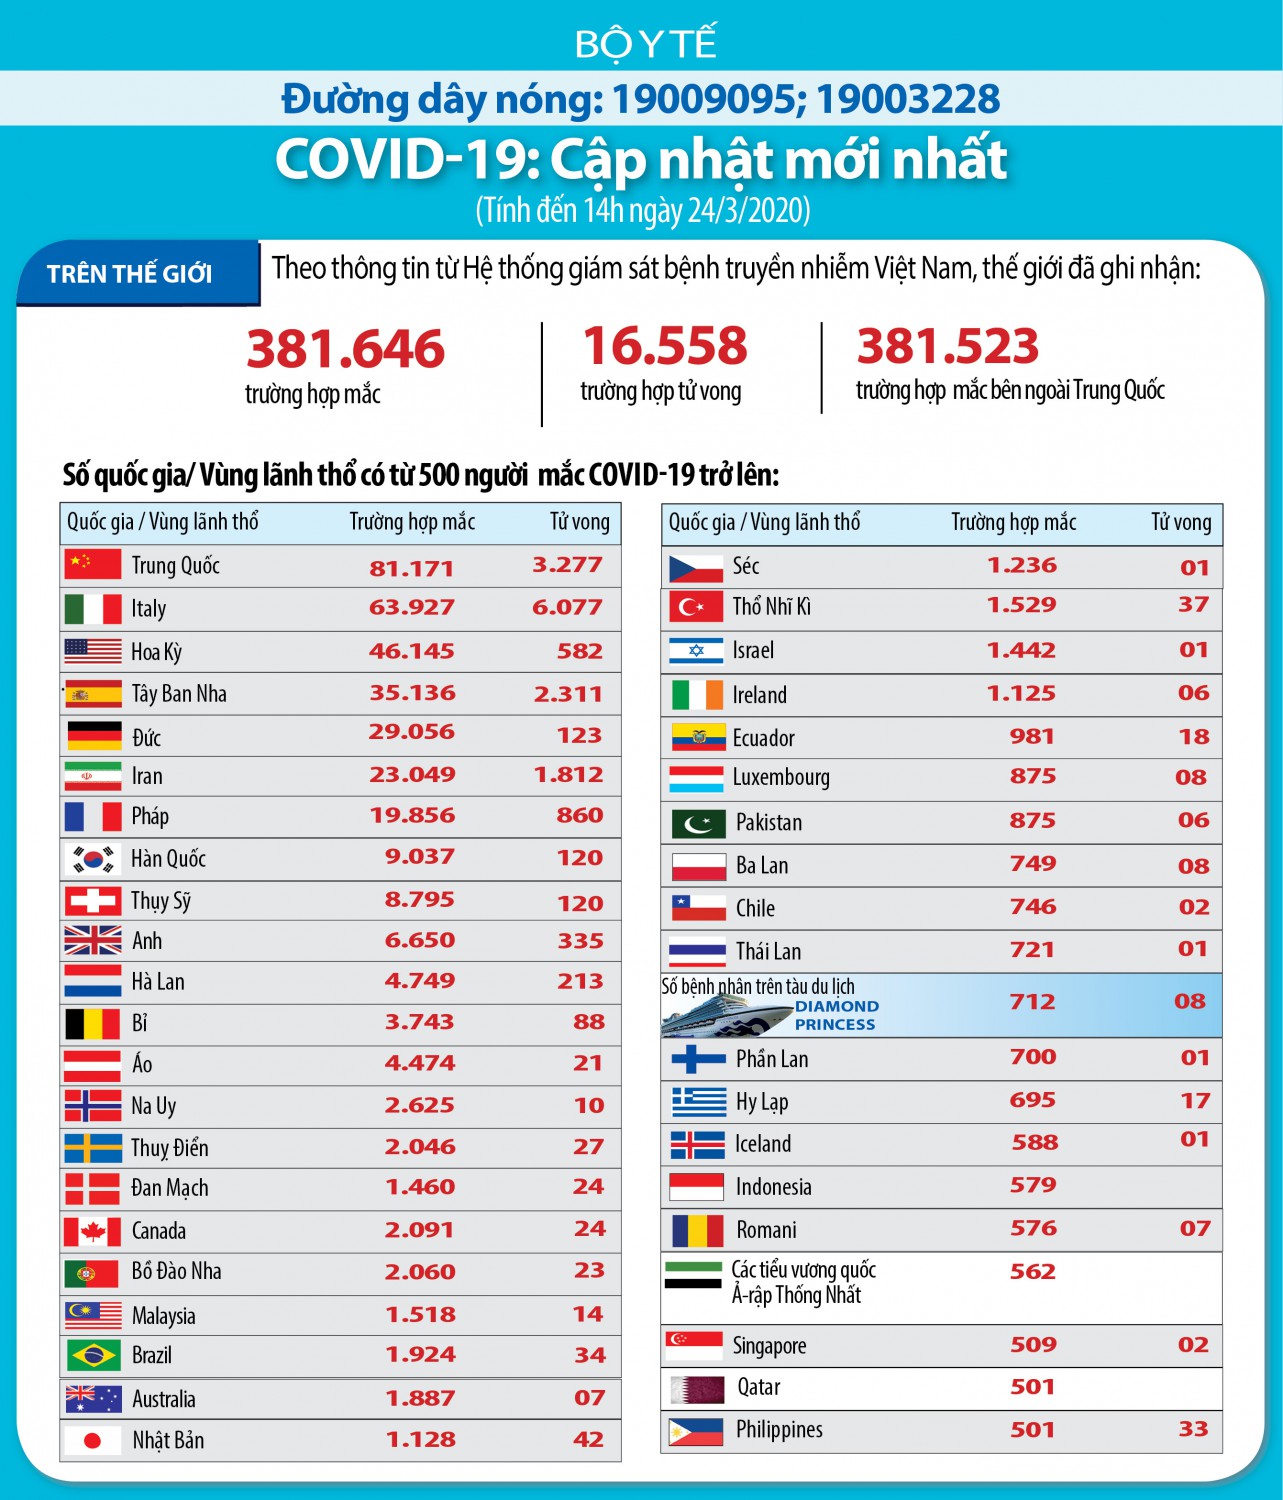 BỘ Y TẾ
Đường dây nóng: 19009095; 19003228
COVID-19: Cập nhật mới nhất
(Tính đến 14h ngày 24/3/2020)
TRÊN THẾ GIỚI
Theo thông tin từ Hệ thống giám sát bệnh truyền nhiễm Việt Nam, thế giới đã ghi nhận:
381.646
trường hợp mắc
16.558
trường hợp tử vong
381.523
trường hợp mắc bên ngoài Trung Quốc
Số quốc gia/ Vùng lãnh thổ có từ 500 người mắc COVID-19 trở lên:
Quốc gia / Vùng lãnh thổ Trường hợp mắc Tử vong
Trung Quốc 81.171 3.277
Italy 63.927 6.077
Hoa Kỳ 46.145 582
Tây Ban Nha 35.136 2.311
Đức 29.056 123
Iran 23.049 1.812
Pháp 19.856 860
Hàn Quốc 9.037 120
Thụy Sỹ 8.795 120
Anh 6.650 335
Hà Lan 4.749 213
Bỉ 3.743 88
Áo 4.474 21
Na Uy 2.625 10
Thuỵ Điển 2.046 27
Đan Mạch 1.460 24
Canada 2.091 24
Bồ Đào Nha 2.060 23
Malaysia 1.518 14
Brazil 1.924 34
Australia 1.887 07
Nhật Bản 1.128 42
Quốc gia / Vùng lãnh thổ Trường hợp mắc Tử vong
Séc 1.236 01
Thổ Nhĩ Kì 1.529 37
Israel 1.442 01
Ireland 1.125 06
Ecuador 981 18
Luxembourg 875 08
Pakistan 875 06
Ba Lan 749 08
Chile 746 02
Thái Lan 721 01
Số bệnh nhân trên tàu du lịch
DIAMOND
PRINCESS 712 08
Phần Lan 700 01
Hy Lạp 695 17
Iceland 588 01
Indonesia 579
Romani 576 07
Các tiểu vương quốc
Ả-rập Thống Nhất 562
Singapore 509 02
Qatar 501
Philippines 501 33